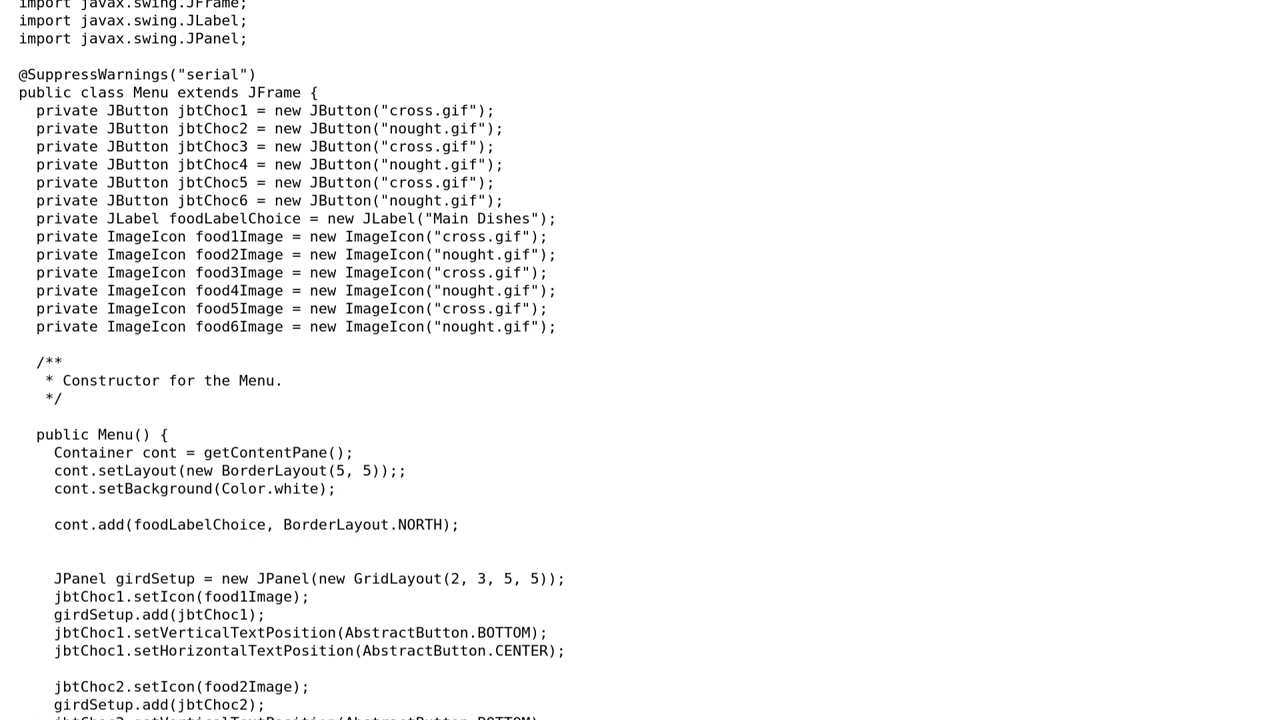 import javax.swing.JFrame;
import javax.swing.JLabel;
import javax.swing.JPanel;
@SuppressWarnings("serial")
public class Menu extends JFrame {
private JButton jbtChoc1 = new JButton("cross.gif");
private JButton jbtChoc2 = new JButton("nought.gif");
private JButton jbtChoc3 = new JButton("cross.gif");
private JButton jbtChoc4 = new JButton("nought.gif");
private JButton jbtChoc5 = new JButton("cross.gif");
private JButton jbtChoc6 = new JButton("nought.gif");
private JLabel foodLabelChoice = new JLabel("Main Dishes");
private ImageIcon food1Image = new ImageIcon("cross.gif");
private ImageIcon food2Image = new ImageIcon("nought.gif");
private ImageIcon food3Image = new ImageIcon("cross.gif");
private ImageIcon food4Image = new ImageIcon("nought.gif");
private ImageIcon food5Image = new ImageIcon("cross.gif");
private ImageIcon food6Image = new ImageIcon("nought.gif");
/**
* Constructor for the Menu.
*/
public Menu() {
Container cont = getContentPane();
cont.setLayout(new BorderLayout(5, 5));;
cont.setBackground(Color.white);
cont.add(foodLabelChoice, BorderLayout.NORTH);
JPanel girdSetup = new JPanel(new GridLayout(2, 3, 5, 5));
jbtChoc1.setIcon(food1Image);
girdSetup.add(jbtChoc1);
jbtChoc1.setVerticalTextPosition(AbstractButton.BOTTOM);
jbtChoc1.setHorizontalTextPosition(AbstractButton.CENTER);
jbtChoc2.setIcon(food2Image);
girdSetup.add(jbtChoc2);
jbtChoc2.setVerticalTextPosition(AbstractButton.BOTTOM);